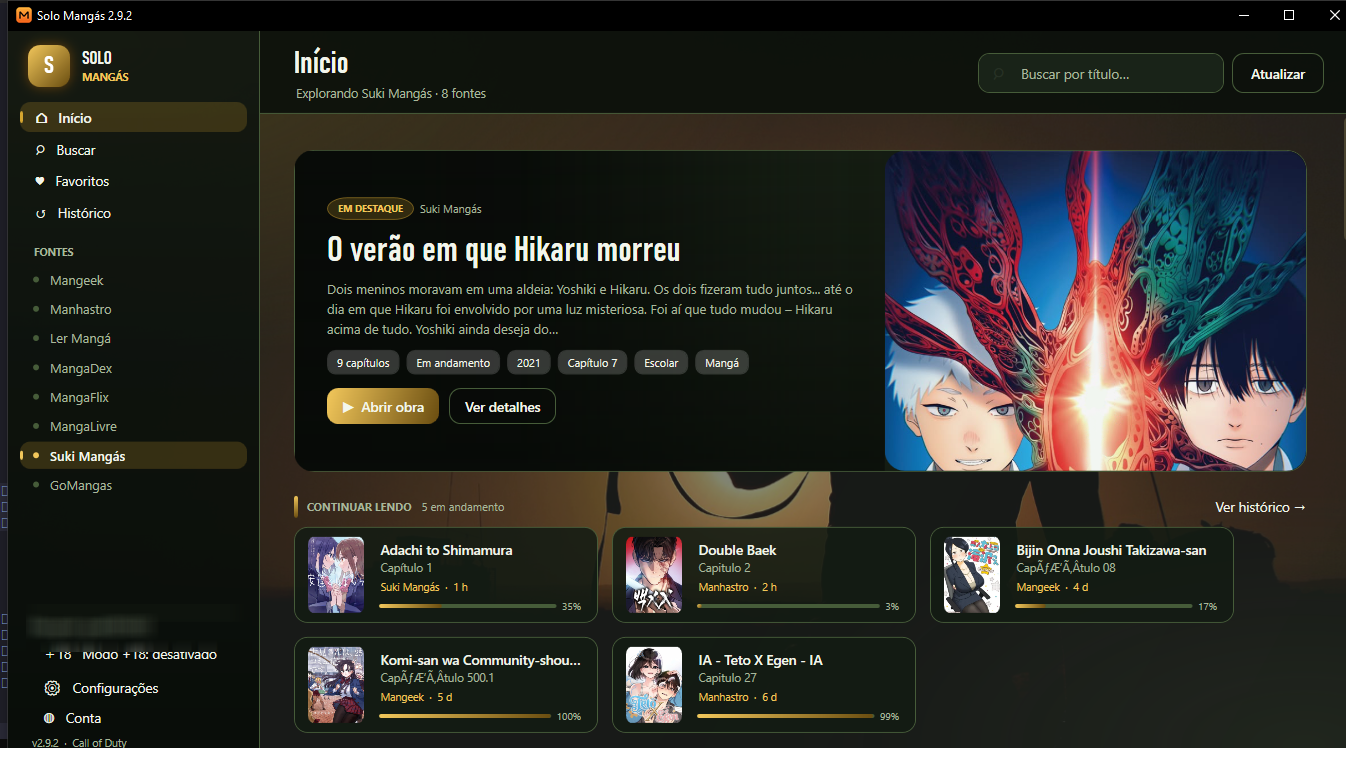 Solo Mangás 2.9.2
S
SOLO
MANGÁS
Início
Buscar
Favoritos
Histórico
FONTES
Mangeek
Manhastro
Ler Mangá
MangaDex
MangaFlix
MangaLivre
Suki Mangás
GoMangas
+18 Modo +18: desativado
Configurações
Conta
v2.9.2 · Call of Duty
Início
Explorando Suki Mangás · 8 fontes
Buscar por título...
Atualizar
EM DESTAQUE Suki Mangás
O verão em que Hikaru morreu
Dois meninos moravam em uma aldeia: Yoshiki e Hikaru. Os dois fizeram tudo juntos... até o
dia em que Hikaru foi envolvido por uma luz misteriosa. Foi aí que tudo mudou – Hikaru
acima de tudo. Yoshiki ainda deseja do...
9 capítulos Em andamento 2021 Capítulo 7 Escolar Mangá
▶ Abrir obra Ver detalhes
CONTINUAR LENDO 5 em andamento
Ver histórico →
Adachi to Shimamura
Capítulo 1
Suki Mangás · 1 h
35%
Double Baek
Capitulo 2
Manhastro · 2 h
3%
Bijin Onna Joushi Takizawa-san
CapÃƒÆ’Ã‚Âtulo 08
Mangeek · 4 d
17%
Komi-san wa Community-shou...
CapÃƒÆ’Ã‚Âtulo 500.1
Mangeek · 5 d
100%
IA - Teto X Egen - IA
Capitulo 27
Manhastro · 6 d
99%